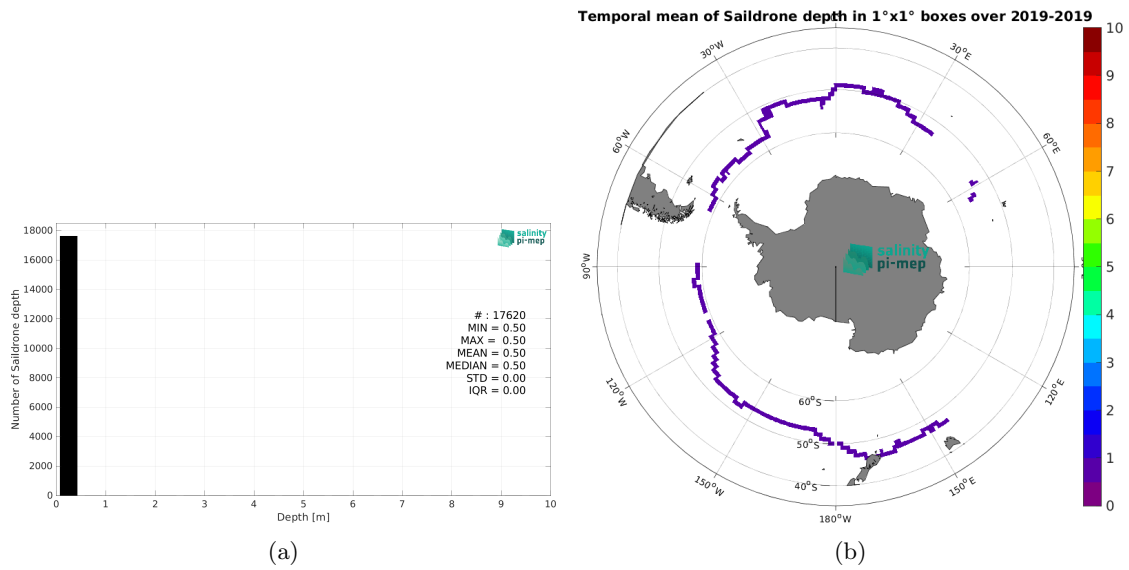 Temporal mean of Saildrone depth in 1°x1° boxes over 2019-2019
18000
16000
14000
12000
10000
8000
6000
4000
2000
0
Number of Saildrone depth
salinity
pi-mep
# : 17620
MIN = 0.50
MAX = 0.50
MEAN = 0.50
MEDIAN = 0.50
STD = 0.00
IQR = 0.00
0 1 2 3 4 5 6 7 8 9 10
Depth [m]
(a)
30°W
30°E
60°W
60°E
90°W
salinity
pi-mep
120°W
120°E
150°W
150°E
180°W
60°S
50°S
40°S
10
9
8
7
6
5
4
3
2
1
0
(b)